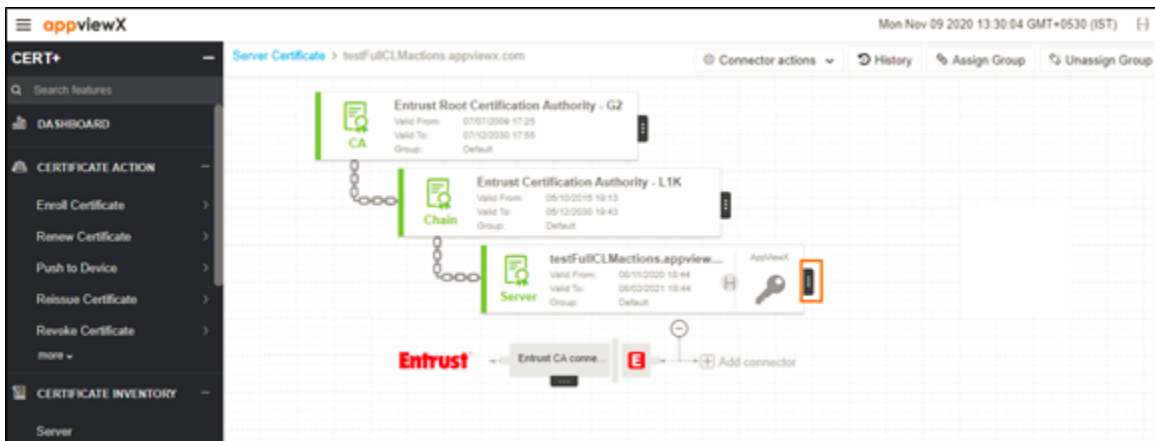 appviewX
Mon Nov 09 2020 13:30:04 GMT+0530 (IST)
CERT+
Server Certificate > testFullCLMactions.appviewx.com
Connector actions
History
Assign Group
Unassign Group
Search features
DASHBOARD
CERTIFICATE ACTION
Enroll Certificate
Renew Certificate
Push to Device
Reissue Certificate
Revoke Certificate
more
CERTIFICATE INVENTORY
Server
Entrust Root Certification Authority - G2
Valid From: 07/07/2009 17:25
Valid To: 07/12/2030 17:55
Group: Default
CA
Entrust Certification Authority - L1K
Valid From: 05/10/2015 19:13
Valid To: 05/12/2030 19:43
Group: Default
Chain
testFullCLMactions.appview...
Valid From: 08/11/2020 18:44
Valid To: 08/02/2021 18:44
Group: Default
Server
AppViewX
Entrust
Entrust CA conne...
E
Add connector